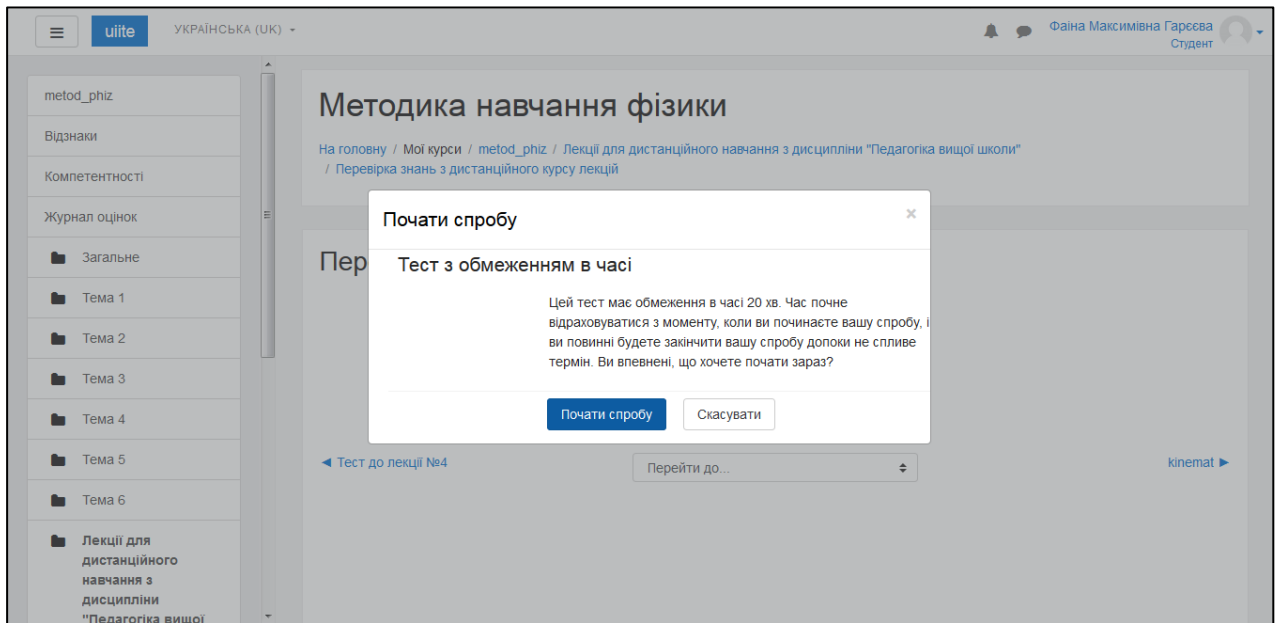 uiite
УКРАЇНСЬКА (UK)
Фаіна Максимівна Гарєєва
Студент
metod_phiz
Відзнаки
Компетентності
Журнал оцінок
Загальне
Тема 1
Тема 2
Тема 3
Тема 4
Тема 5
Тема 6
Лекції для
дистанційного
навчання з
дисципліни
"Педагогіка вищої
Методика навчання фізики
На головну / Мої курси / metod_phiz / Лекції для дистанційного навчання з дисципліни "Педагогіка вищої школи"
/ Перевірка знань з дистанційного курсу лекцій
Пер
Почати спробу
×
Тест з обмеженням в часі
Цей тест має обмеження в часі 20 хв. Час почне
відраховуватися з моменту, коли ви починаєте вашу спробу, і
ви повинні будете закінчити вашу спробу допоки не спливе
термін. Ви впевнені, що хочете почати зараз?
Почати спробу
Скасувати
◄ Тест до лекції №4
Перейти до...
kinemat ►